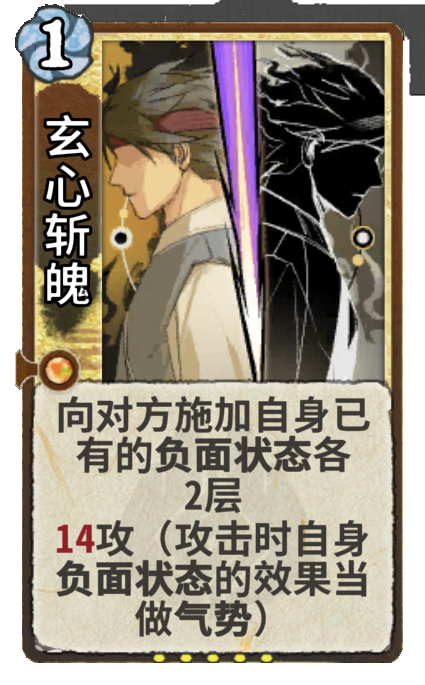 1
玄心斩魄
向对方施加自身已
有的负面状态各
2层
14攻（攻击时自身
负面状态的效果当
做气势）